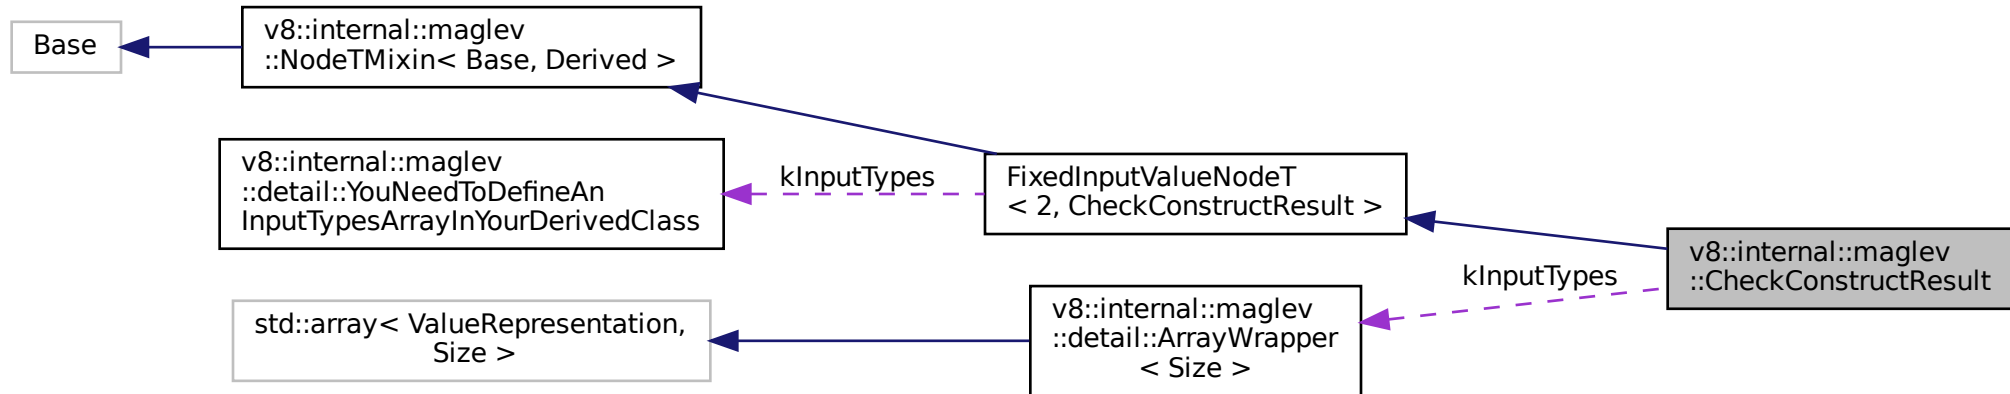 Base
v8::internal::maglev
::NodeTMixin< Base, Derived >
v8::internal::maglev
::detail::YouNeedToDefineAn
InputTypesArrayInYourDerivedClass
kInputTypes
FixedInputValueNodeT
< 2, CheckConstructResult >
v8::internal::maglev
::CheckConstructResult
kInputTypes
std::array< ValueRepresentation,
Size >
v8::internal::maglev
::detail::ArrayWrapper
< Size >